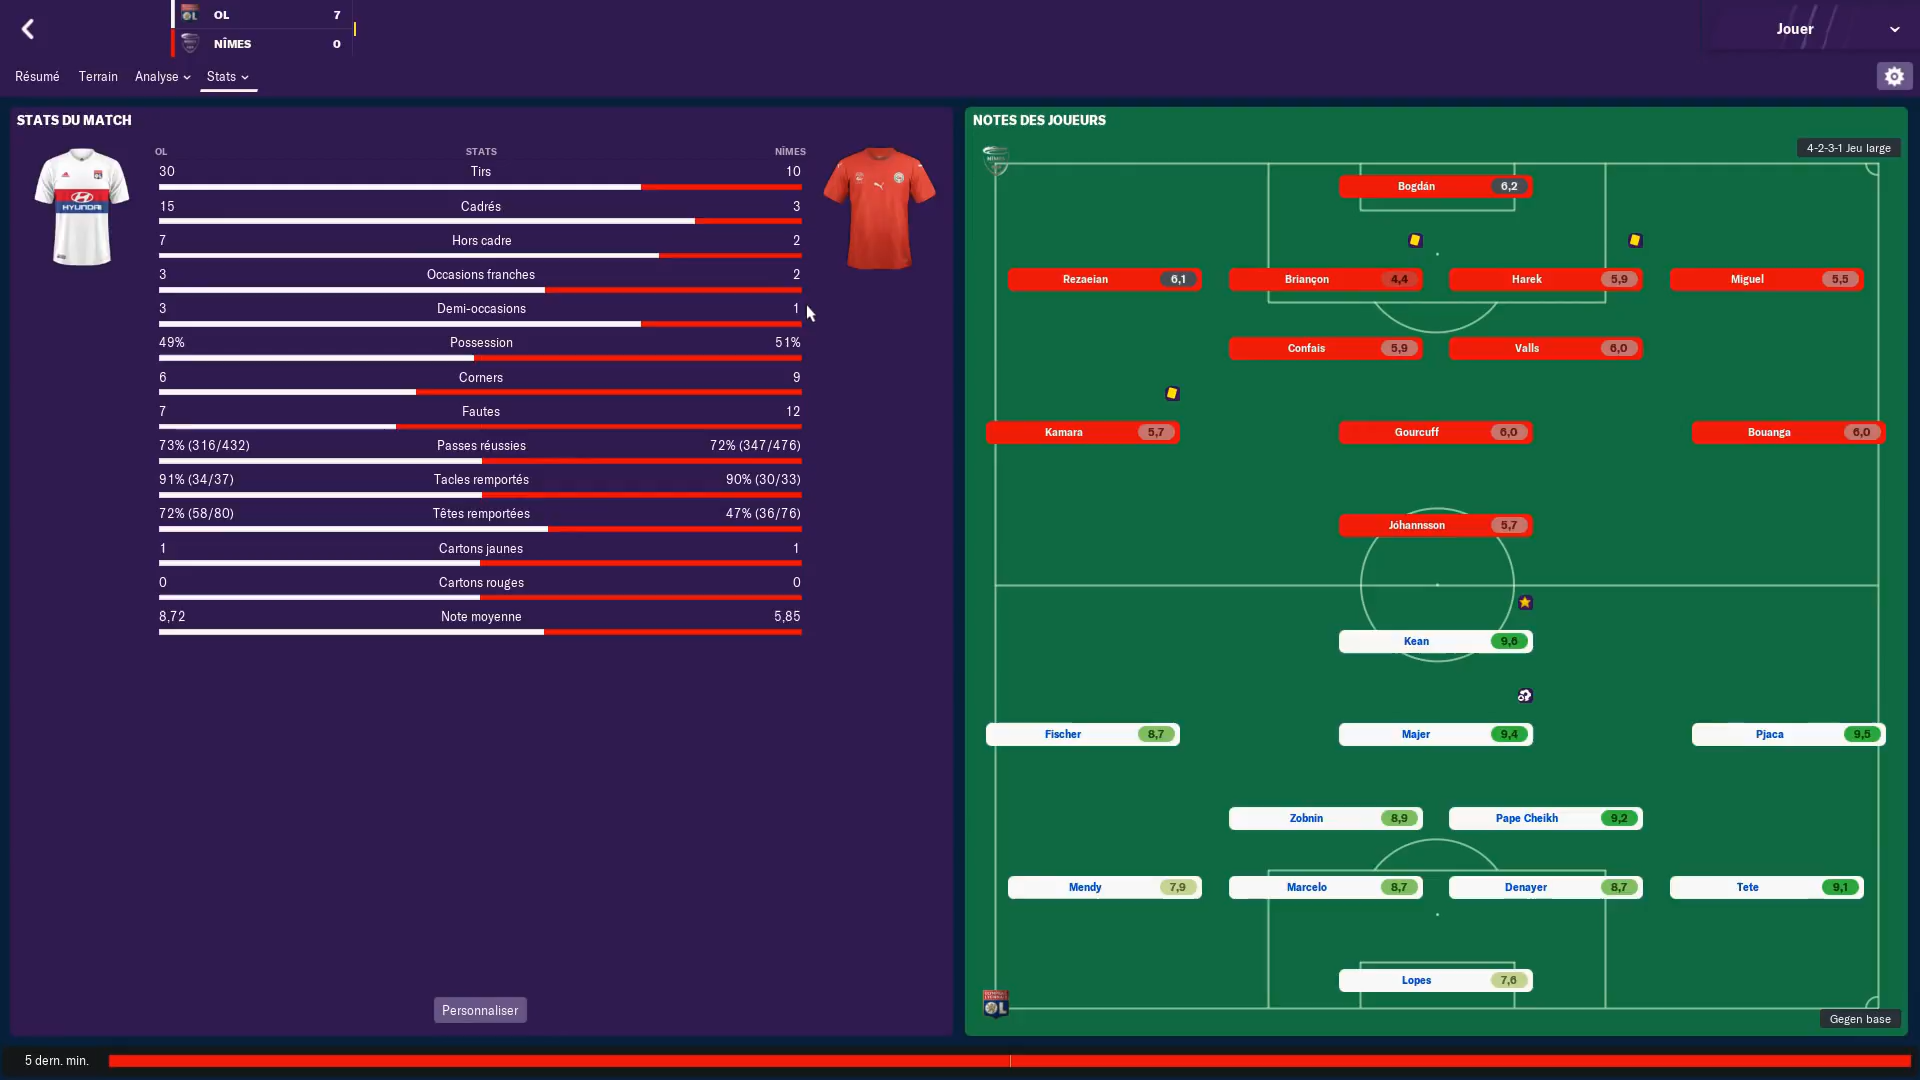 OL 7
NÎMES 0
Jouer
Résumé Terrain Analyse Stats
STATS DU MATCH
OL STATS NÎMES
30 Tirs 10
15 Cadrés 3
7 Hors cadre 2
3 Occasions franches 2
3 Demi-occasions 1
49% Possession 51%
6 Corners 9
7 Fautes 12
73% (316/432) Passes réussies 72% (347/476)
91% (34/37) Tacles remportés 90% (30/33)
72% (58/80) Têtes remportées 47% (36/76)
1 Cartons jaunes 1
0 Cartons rouges 0
8,72 Note moyenne 5,85
HYUNDAI
Personnaliser
NOTES DES JOUEURS
4-2-3-1 Jeu large
Bogdán 6,2
Rezaeian 6,1 Briançon 4,4 Harek 5,9 Miguel 5,5
Confais 5,9 Valls 6,0
Kamara 5,7 Gourcuff 6,0 Bouanga 6,0
Jóhannsson 5,7
Kean 9,6
Fischer 8,7 Majer 9,4 Pjaca 9,5
Zobnin 8,9 Pape Cheikh 9,2
Mendy 7,9 Marcelo 8,7 Denayer 8,7 Tete 9,1
Lopes 7,6
OL
Gegen base
5 dern. min.